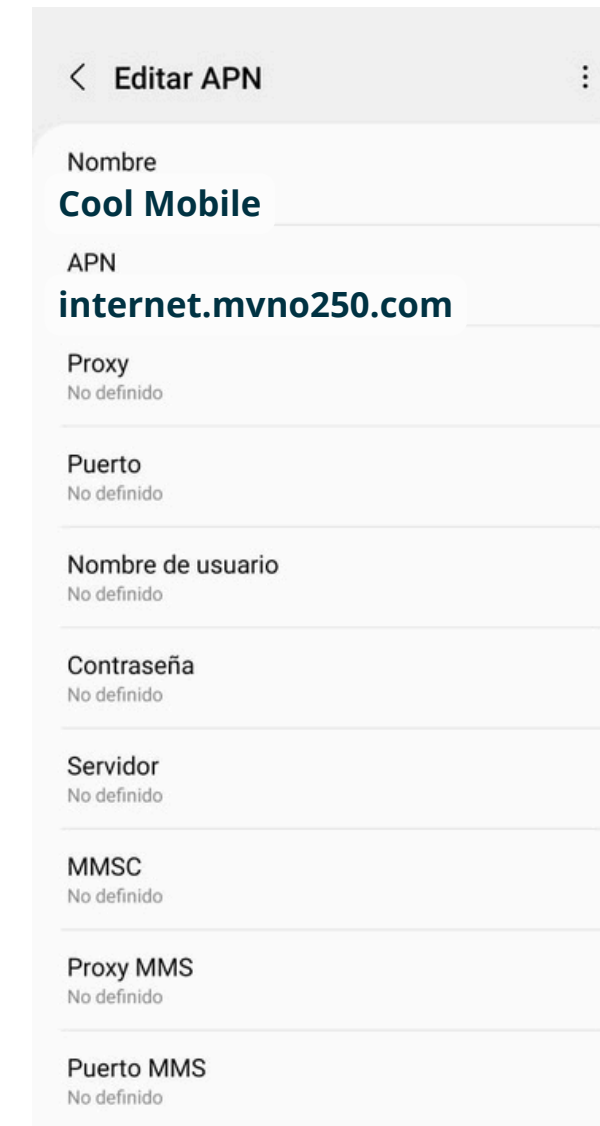 Editar APN
Nombre
Cool Mobile
APN
internet.mvno250.com
Proxy
No definido
Puerto
No definido
Nombre de usuario
No definido
Contraseña
No definido
Servidor
No definido
MMSC
No definido
Proxy MMS
No definido
Puerto MMS
No definido